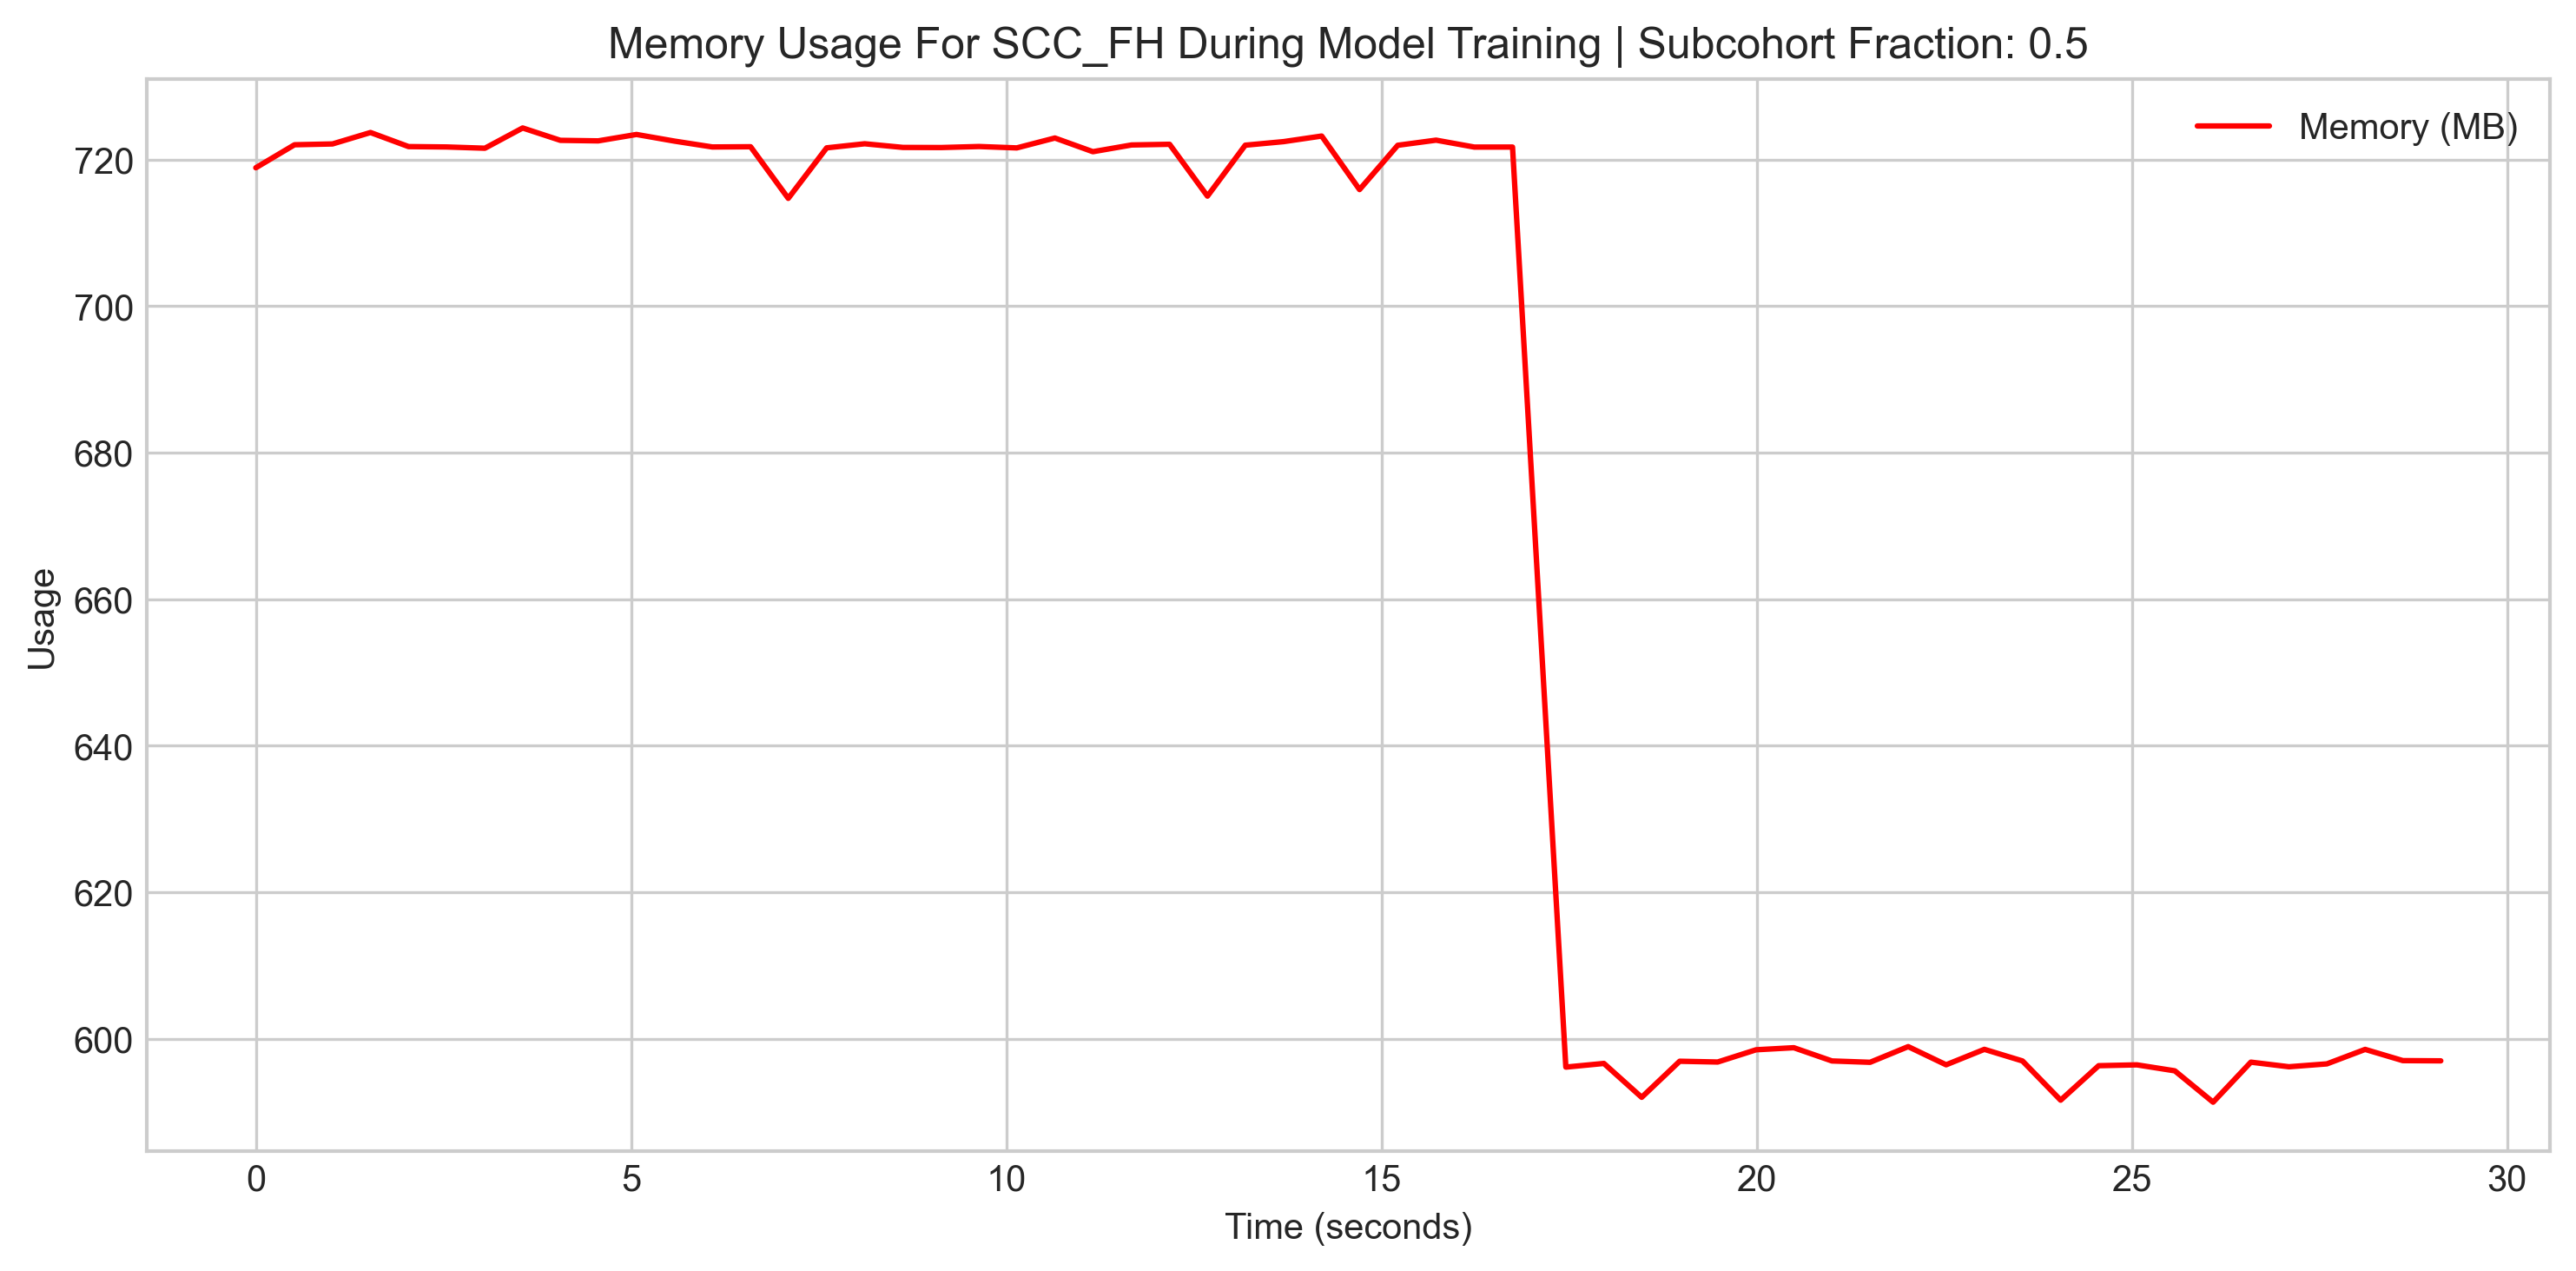 Memory Usage For SCC_FH During Model Training | Subcohort Fraction: 0.5
Memory (MB)
720
700
680
660
640
620
600
Usage
0 5 10 15 20 25 30
Time (seconds)